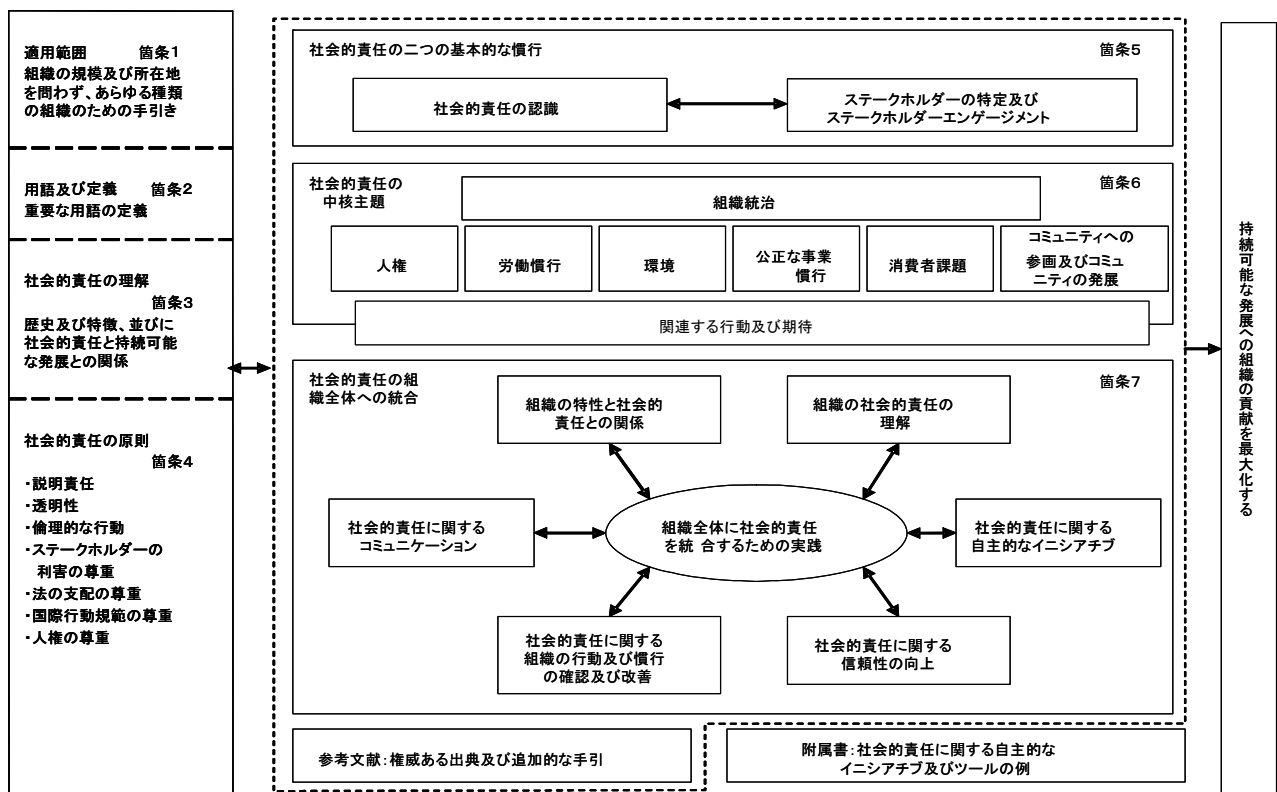 適用範囲 箇条1
組織の規模及び所在地
を問わず、あらゆる種類
の組織のための手引き
用語及び定義 箇条2
重要な用語の定義
社会的責任の理解
箇条3
歴史及び特徴、並びに
社会的責任と持続可能
な発展との関係
社会的責任の原則
箇条4
・説明責任
・透明性
・倫理的な行動
・ステークホルダーの
利害の尊重
・法の支配の尊重
・国際行動規範の尊重
・人権の尊重
社会的責任の二つの基本的な慣行 箇条5
社会的責任の認識
ステークホルダーの特定及び
ステークホルダーエンゲージメント
社会的責任の
中核主題
箇条6
組織統治
人権
労働慣行
環境
公正な事業
慣行
消費者課題
コミュニティへの
参画及びコミュ
ニティの発展
関連する行動及び期待
社会的責任の組
織全体への統合
箇条7
組織の特性と社会的
責任との関係
組織の社会的責任の
理解
社会的責任に関する
コミュニケーション
組織全体に社会的責任
を統 合するための実践
社会的責任に関する
自主的なイニシアチブ
社会的責任に関する
組織の行動及び慣行
の確認及び改善
社会的責任に関する
信頼性の向上
参考文献:権威ある出典及び追加的な手引
附属書:社会的責任に関する自主的な
イニシアチブ及びツールの例
持続可能な発展への組織の貢献を最大化する